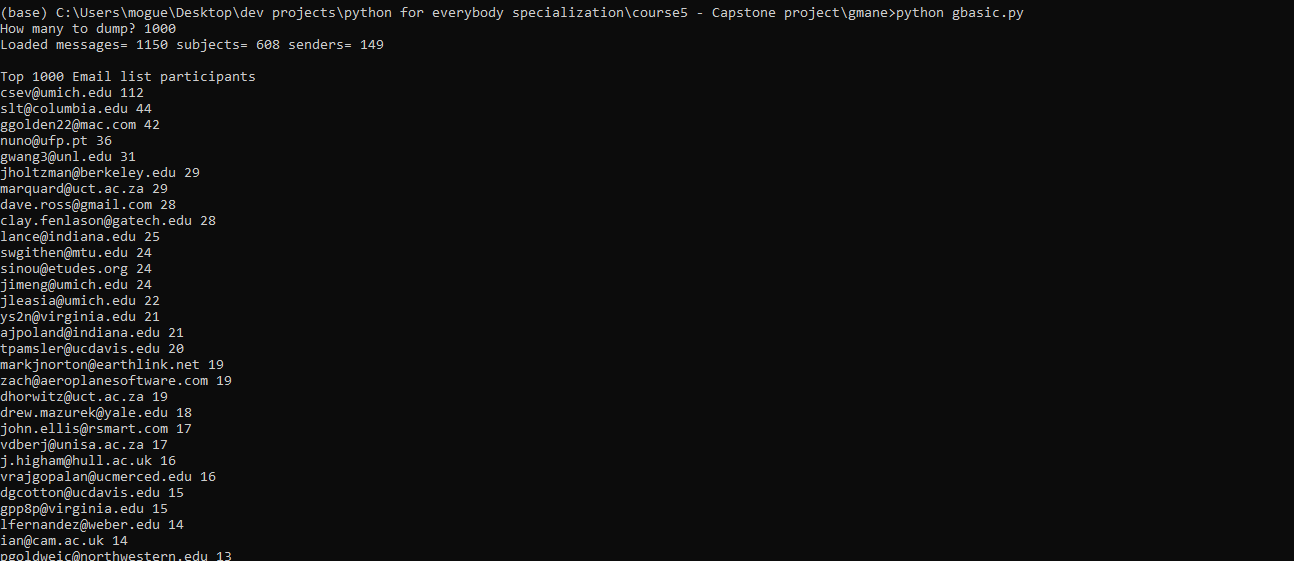 (base) C:\Users\mogue\Desktop\dev projects\python for everybody specialization\course5 - Capstone project\gmane>python gbasic.py
How many to dump? 1000
Loaded messages= 1150 subjects= 608 senders= 149
Top 1000 Email list participants
csev@umich.edu 112
slt@columbia.edu 44
ggolden22@mac.com 42
nuno@ufp.pt 36
gwang3@unl.edu 31
jholtzman@berkeley.edu 29
marquard@uct.ac.za 29
dave.ross@gmail.com 28
clay.fenlason@gatech.edu 28
lance@indiana.edu 25
swgithen@mtu.edu 24
sinou@etudes.org 24
jimeng@umich.edu 24
jleasia@umich.edu 22
ys2n@virginia.edu 21
ajpoland@indiana.edu 21
tpamsler@ucdavis.edu 20
markjnorton@earthlink.net 19
zach@aeroplanesoftware.com 19
dhorwitz@uct.ac.za 19
drew.mazurek@yale.edu 18
john.ellis@rsmart.com 17
vdberj@unisa.ac.za 17
j.higham@hull.ac.uk 16
vrajgopalan@ucmerced.edu 16
dgcotton@ucdavis.edu 15
gpp8p@virginia.edu 15
lfernandez@weber.edu 14
ian@cam.ac.uk 14
pgoldweic@northwestern.edu 13